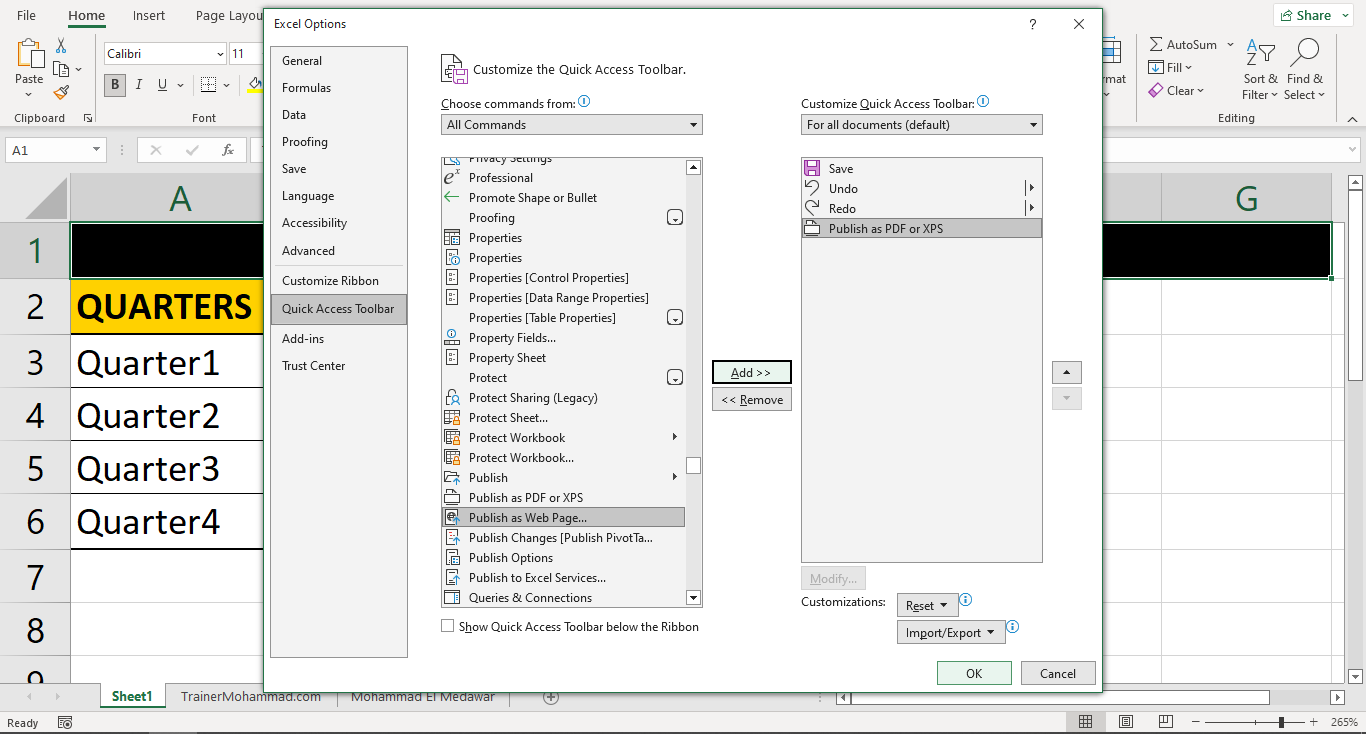 File
Home
Insert
Page Layou
Share
Paste
Clipboard
Calibri
11
B
I
U
Font
rmat
AutoSum
Fill
Clear
Sort &
Filter
Find &
Select
Editing
A1
fx
A
G
1
2
3
4
5
6
7
8
9
QUARTERS
Quarter1
Quarter2
Quarter3
Quarter4
Excel Options
?
General
Formulas
Data
Proofing
Save
Language
Accessibility
Advanced
Customize Ribbon
Quick Access Toolbar
Add-ins
Trust Center
Customize the Quick Access Toolbar.
Choose commands from:
All Commands
Privacy Settings
Professional
Promote Shape or Bullet
Proofing
Properties
Properties
Properties [Control Properties]
Properties [Data Range Properties]
Properties [Table Properties]
Property Fields...
Property Sheet
Protect
Protect Sharing (Legacy)
Protect Sheet...
Protect Workbook
Protect Workbook...
Publish
Publish as PDF or XPS
Publish as Web Page...
Publish Changes [Publish PivotTa...
Publish Options
Publish to Excel Services...
Queries & Connections
Show Quick Access Toolbar below the Ribbon
Add >>
<< Remove
Customize Quick Access Toolbar:
For all documents (default)
Save
Undo
Redo
Publish as PDF or XPS
Modify...
Customizations:
Reset
Import/Export
OK
Cancel
Sheet1
TrainerMohammad.com
Mohammad El Medawar
Ready
265%